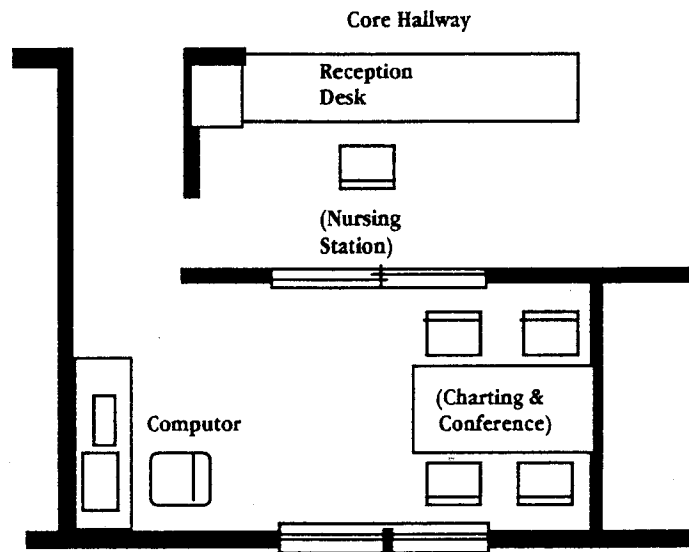 Core Hallway
Reception
Desk
(Nursing
Station)
(Charting &
Conference)
Computor